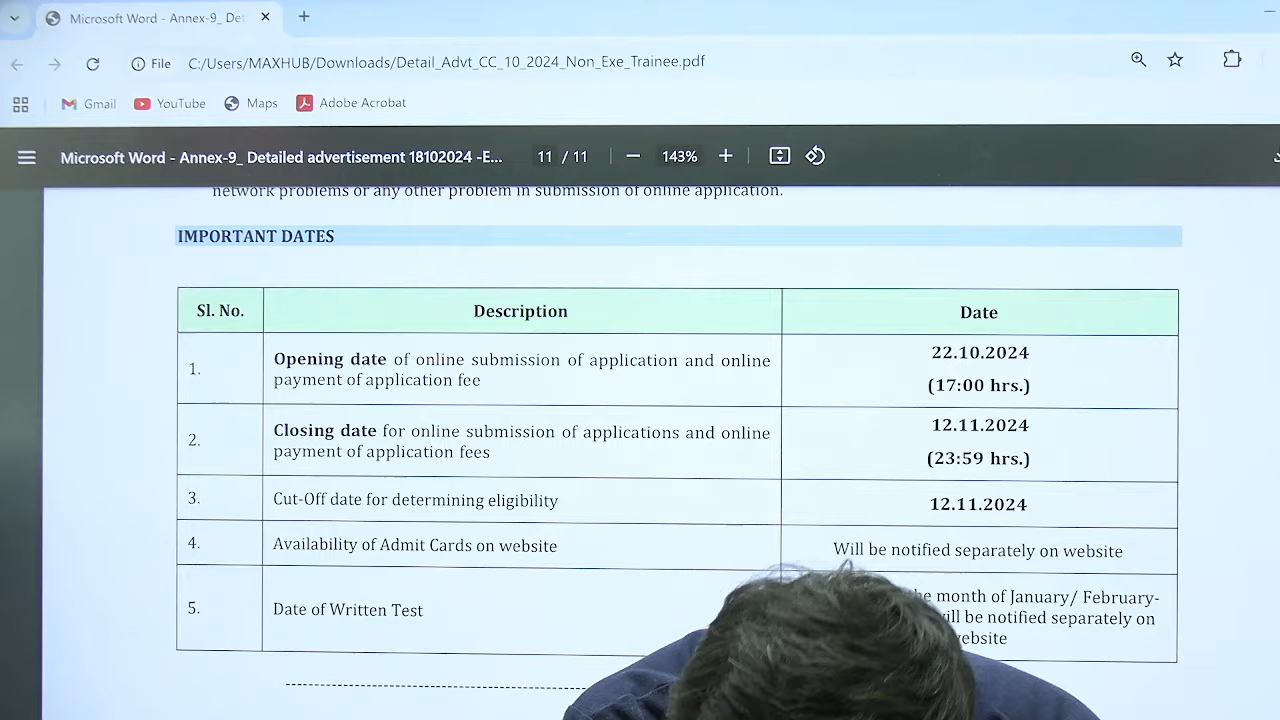 Microsoft Word - Annex-9_ Det
File C:/Users/MAXHUB/Downloads/Detail_Advt_CC_10_2024_Non_Exe_Trainee.pdf
Gmail YouTube Maps Adobe Acrobat
Microsoft Word - Annex-9_ Detailed advertisement 18102024 -E... 11 / 11 143%
network problems or any other problem in submission of online application.
IMPORTANT DATES
Sl. No. Description Date
1. Opening date of online submission of application and online payment of application fee
22.10.2024
(17:00 hrs.)
2. Closing date for online submission of applications and online payment of application fees
12.11.2024
(23:59 hrs.)
3. Cut-Off date for determining eligibility 12.11.2024
4. Availability of Admit Cards on website Will be notified separately on website
5. Date of Written Test
month of January/ February-
be notified separately on